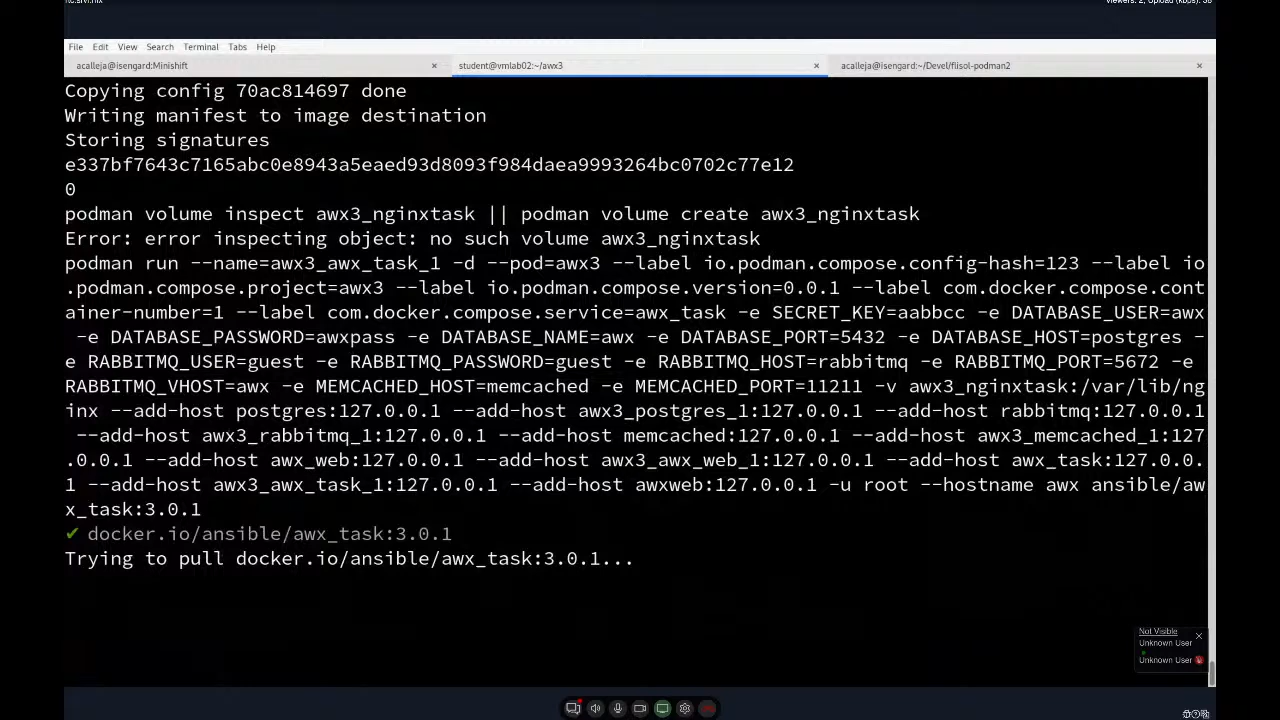 Viewers: 2, Upload (kbps): 38
File Edit View Search Terminal Tabs Help
acalleja@isengard:Minishift × student@vmlab02:~/awx3 × acalleja@isengard:~/Devel/flisol-podman2 ×
Copying config 70ac814697 done
Writing manifest to image destination
Storing signatures
e337bf7643c7165abc0e8943a5eaed93d8093f984daea9993264bc0702c77e12
0
podman volume inspect awx3_nginxtask || podman volume create awx3_nginxtask
Error: error inspecting object: no such volume awx3_nginxtask
podman run --name=awx3_awx_task_1 -d --pod=awx3 --label io.podman.compose.config-hash=123 --label io
.podman.compose.project=awx3 --label io.podman.compose.version=0.0.1 --label com.docker.compose.cont
ainer-number=1 --label com.docker.compose.service=awx_task -e SECRET_KEY=aabbcc -e DATABASE_USER=awx
-e DATABASE_PASSWORD=awxpass -e DATABASE_NAME=awx -e DATABASE_PORT=5432 -e DATABASE_HOST=postgres -
e RABBITMQ_USER=guest -e RABBITMQ_PASSWORD=guest -e RABBITMQ_HOST=rabbitmq -e RABBITMQ_PORT=5672 -e
RABBITMQ_VHOST=awx -e MEMCACHED_HOST=memcached -e MEMCACHED_PORT=11211 -v awx3_nginxtask:/var/lib/ng
inx --add-host postgres:127.0.0.1 --add-host awx3_postgres_1:127.0.0.1 --add-host rabbitmq:127.0.0.1
--add-host awx3_rabbitmq_1:127.0.0.1 --add-host memcached:127.0.0.1 --add-host awx3_memcached_1:127
.0.0.1 --add-host awx_web:127.0.0.1 --add-host awx3_awx_web_1:127.0.0.1 --add-host awx_task:127.0.0.
1 --add-host awx3_awx_task_1:127.0.0.1 --add-host awxweb:127.0.0.1 -u root --hostname awx ansible/aw
x_task:3.0.1
✔ docker.io/ansible/awx_task:3.0.1
Trying to pull docker.io/ansible/awx_task:3.0.1...
Not Visible
Unknown User
Unknown User